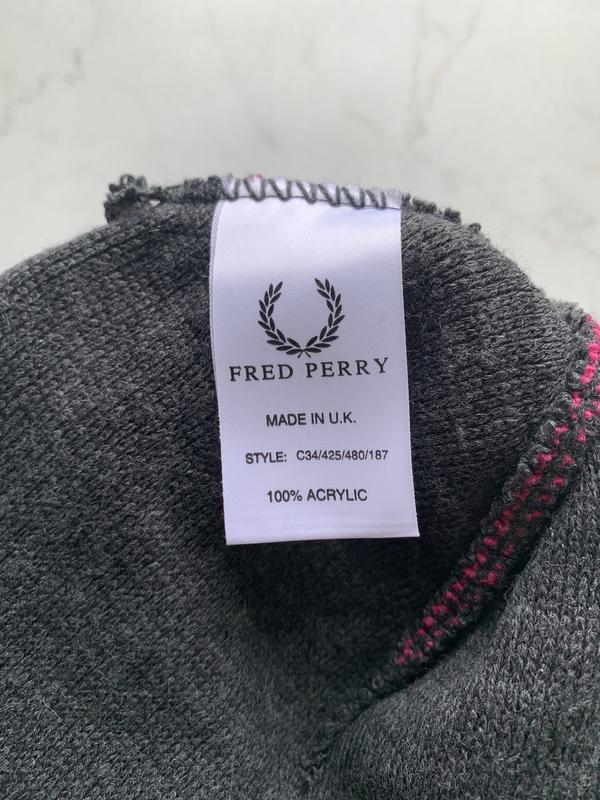 FRED PERRY
MADE IN U.K.
STYLE: C34/425/480/187
100% ACRYLIC